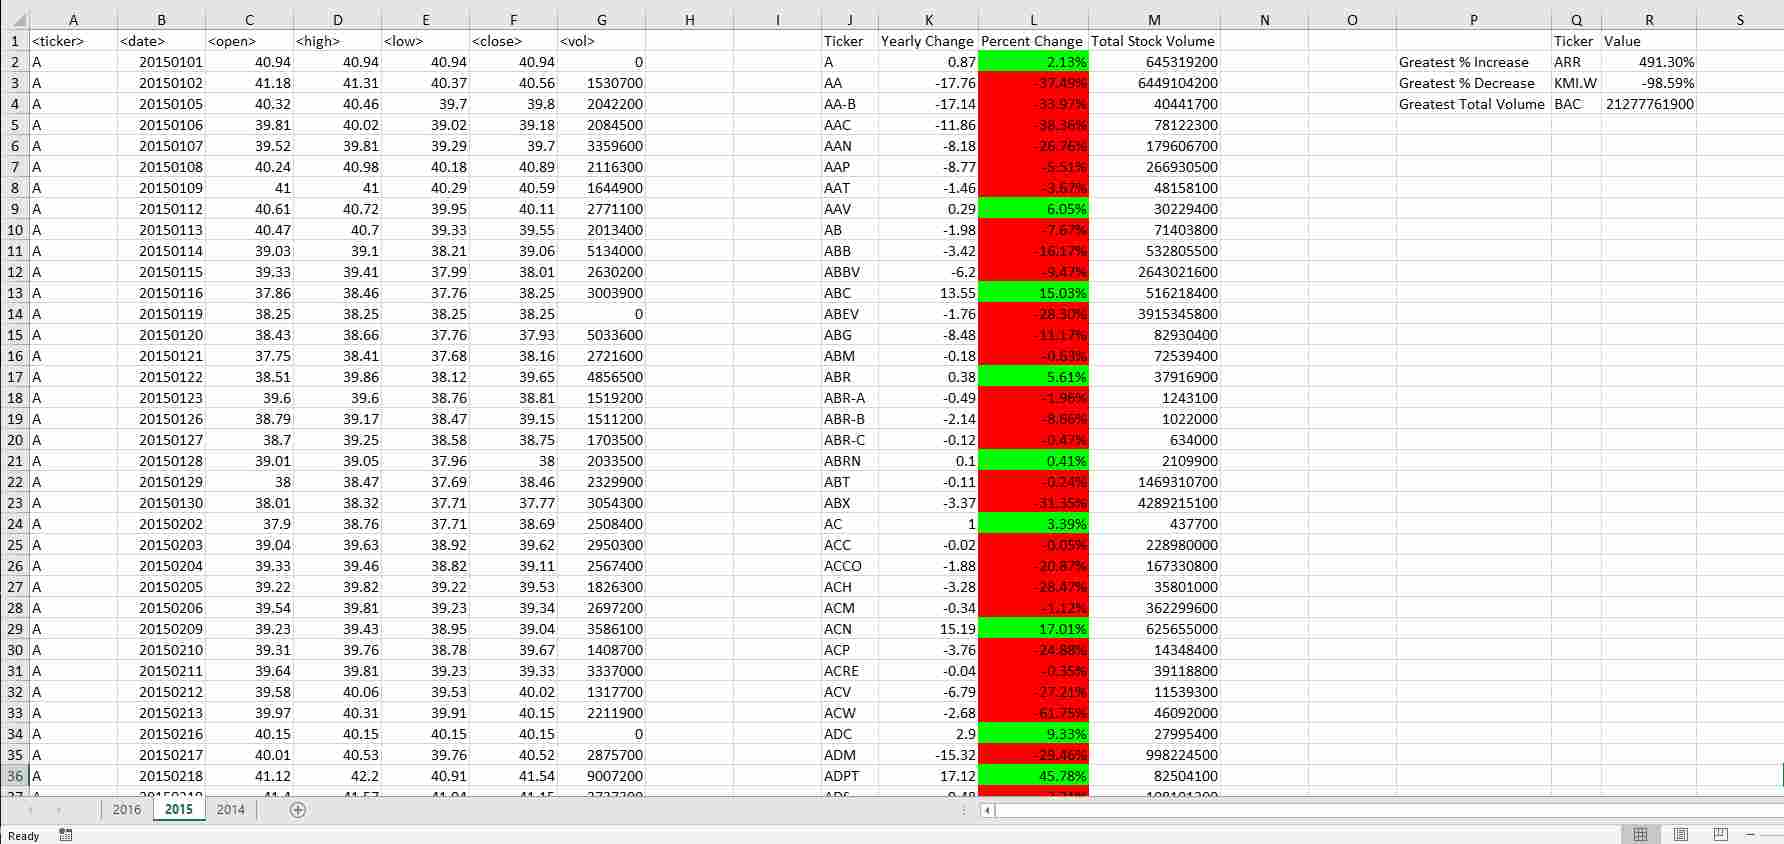 A B C D E F G H I J K L M N O P Q R S
1 <ticker> <date> <open> <high> <low> <close> <vol> Ticker Yearly Change Percent Change Total Stock Volume Ticker Value
2 A 20150101 40.94 40.94 40.94 40.94 0 A 0.87 2.13% 645319200 Greatest % Increase ARR 491.30%
3 A 20150102 41.18 41.31 40.37 40.56 1530700 AA -17.76 -37.49% 6449104200 Greatest % Decrease KMI.W -98.59%
4 A 20150105 40.32 40.46 39.7 39.8 2042200 AA-B -17.14 -33.97% 40441700 Greatest Total Volume BAC 21277761900
5 A 20150106 39.81 40.02 39.02 39.18 2084500 AAC -11.86 -38.36% 78122300
6 A 20150107 39.52 39.81 39.29 39.7 3359600 AAN -8.18 -26.76% 179606700
7 A 20150108 40.24 40.98 40.18 40.89 2116300 AAP -8.77 -5.51% 266930500
8 A 20150109 41 41 40.29 40.59 1644900 AAT -1.46 -3.67% 48158100
9 A 20150112 40.61 40.72 39.95 40.11 2771100 AAV 0.29 6.05% 30229400
10 A 20150113 40.47 40.7 39.33 39.55 2013400 AB -1.98 -7.67% 71403800
11 A 20150114 39.03 39.1 38.21 39.06 5134000 ABB -3.42 -16.17% 532805500
12 A 20150115 39.33 39.41 37.99 38.01 2630200 ABBV -6.2 -9.47% 2643021600
13 A 20150116 37.86 38.46 37.76 38.25 3003900 ABC 13.55 15.03% 516218400
14 A 20150119 38.25 38.25 38.25 38.25 0 ABEV -1.76 -28.30% 3915345800
15 A 20150120 38.43 38.66 37.76 37.93 5033600 ABG -8.48 -11.17% 82930400
16 A 20150121 37.75 38.41 37.68 38.16 2721600 ABM -0.18 -0.63% 72539400
17 A 20150122 38.51 39.86 38.12 39.65 4856500 ABR 0.38 5.61% 37916900
18 A 20150123 39.6 39.6 38.76 38.81 1519200 ABR-A -0.49 -1.96% 1243100
19 A 20150126 38.79 39.17 38.47 39.15 1511200 ABR-B -2.14 -8.66% 1022000
20 A 20150127 38.7 39.25 38.58 38.75 1703500 ABR-C -0.12 -0.47% 634000
21 A 20150128 39.01 39.05 37.96 38 2033500 ABRN 0.1 0.41% 2109900
22 A 20150129 38 38.47 37.69 38.46 2329900 ABT -0.11 -0.24% 1469310700
23 A 20150130 38.01 38.32 37.71 37.77 3054300 ABX -3.37 -31.35% 4289215100
24 A 20150202 37.9 38.76 37.71 38.69 2508400 AC 1 3.39% 437700
25 A 20150203 39.04 39.63 38.92 39.62 2950300 ACC -0.02 -0.05% 228980000
26 A 20150204 39.33 39.46 38.82 39.11 2567400 ACCO -1.88 -20.87% 167330800
27 A 20150205 39.22 39.82 39.22 39.53 1826300 ACH -3.28 -28.47% 35801000
28 A 20150206 39.54 39.81 39.23 39.34 2697200 ACM -0.34 -1.12% 362299600
29 A 20150209 39.23 39.43 38.95 39.04 3586100 ACN 15.19 17.01% 625655000
30 A 20150210 39.31 39.76 38.78 39.67 1408700 ACP -3.76 -24.88% 14348400
31 A 20150211 39.64 39.81 39.23 39.33 3337000 ACRE -0.04 -0.35% 39118800
32 A 20150212 39.58 40.06 39.53 40.02 1317700 ACV -6.79 -27.21% 11539300
33 A 20150213 39.97 40.31 39.91 40.15 2211900 ACW -2.68 -61.75% 46092000
34 A 20150216 40.15 40.15 40.15 40.15 0 ADC 2.9 9.33% 27995400
35 A 20150217 40.01 40.53 39.76 40.52 2875700 ADM -15.32 -29.46% 998224500
36 A 20150218 41.12 42.2 40.91 41.54 9007200 ADPT 17.12 45.78% 82504100
2016 2015 2014
Ready